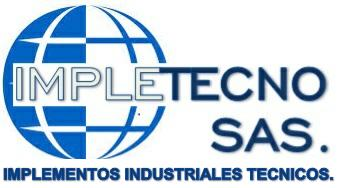 IMPLETECNO
SAS.
IMPLEMENTOS INDUSTRIALES TECNICOS.